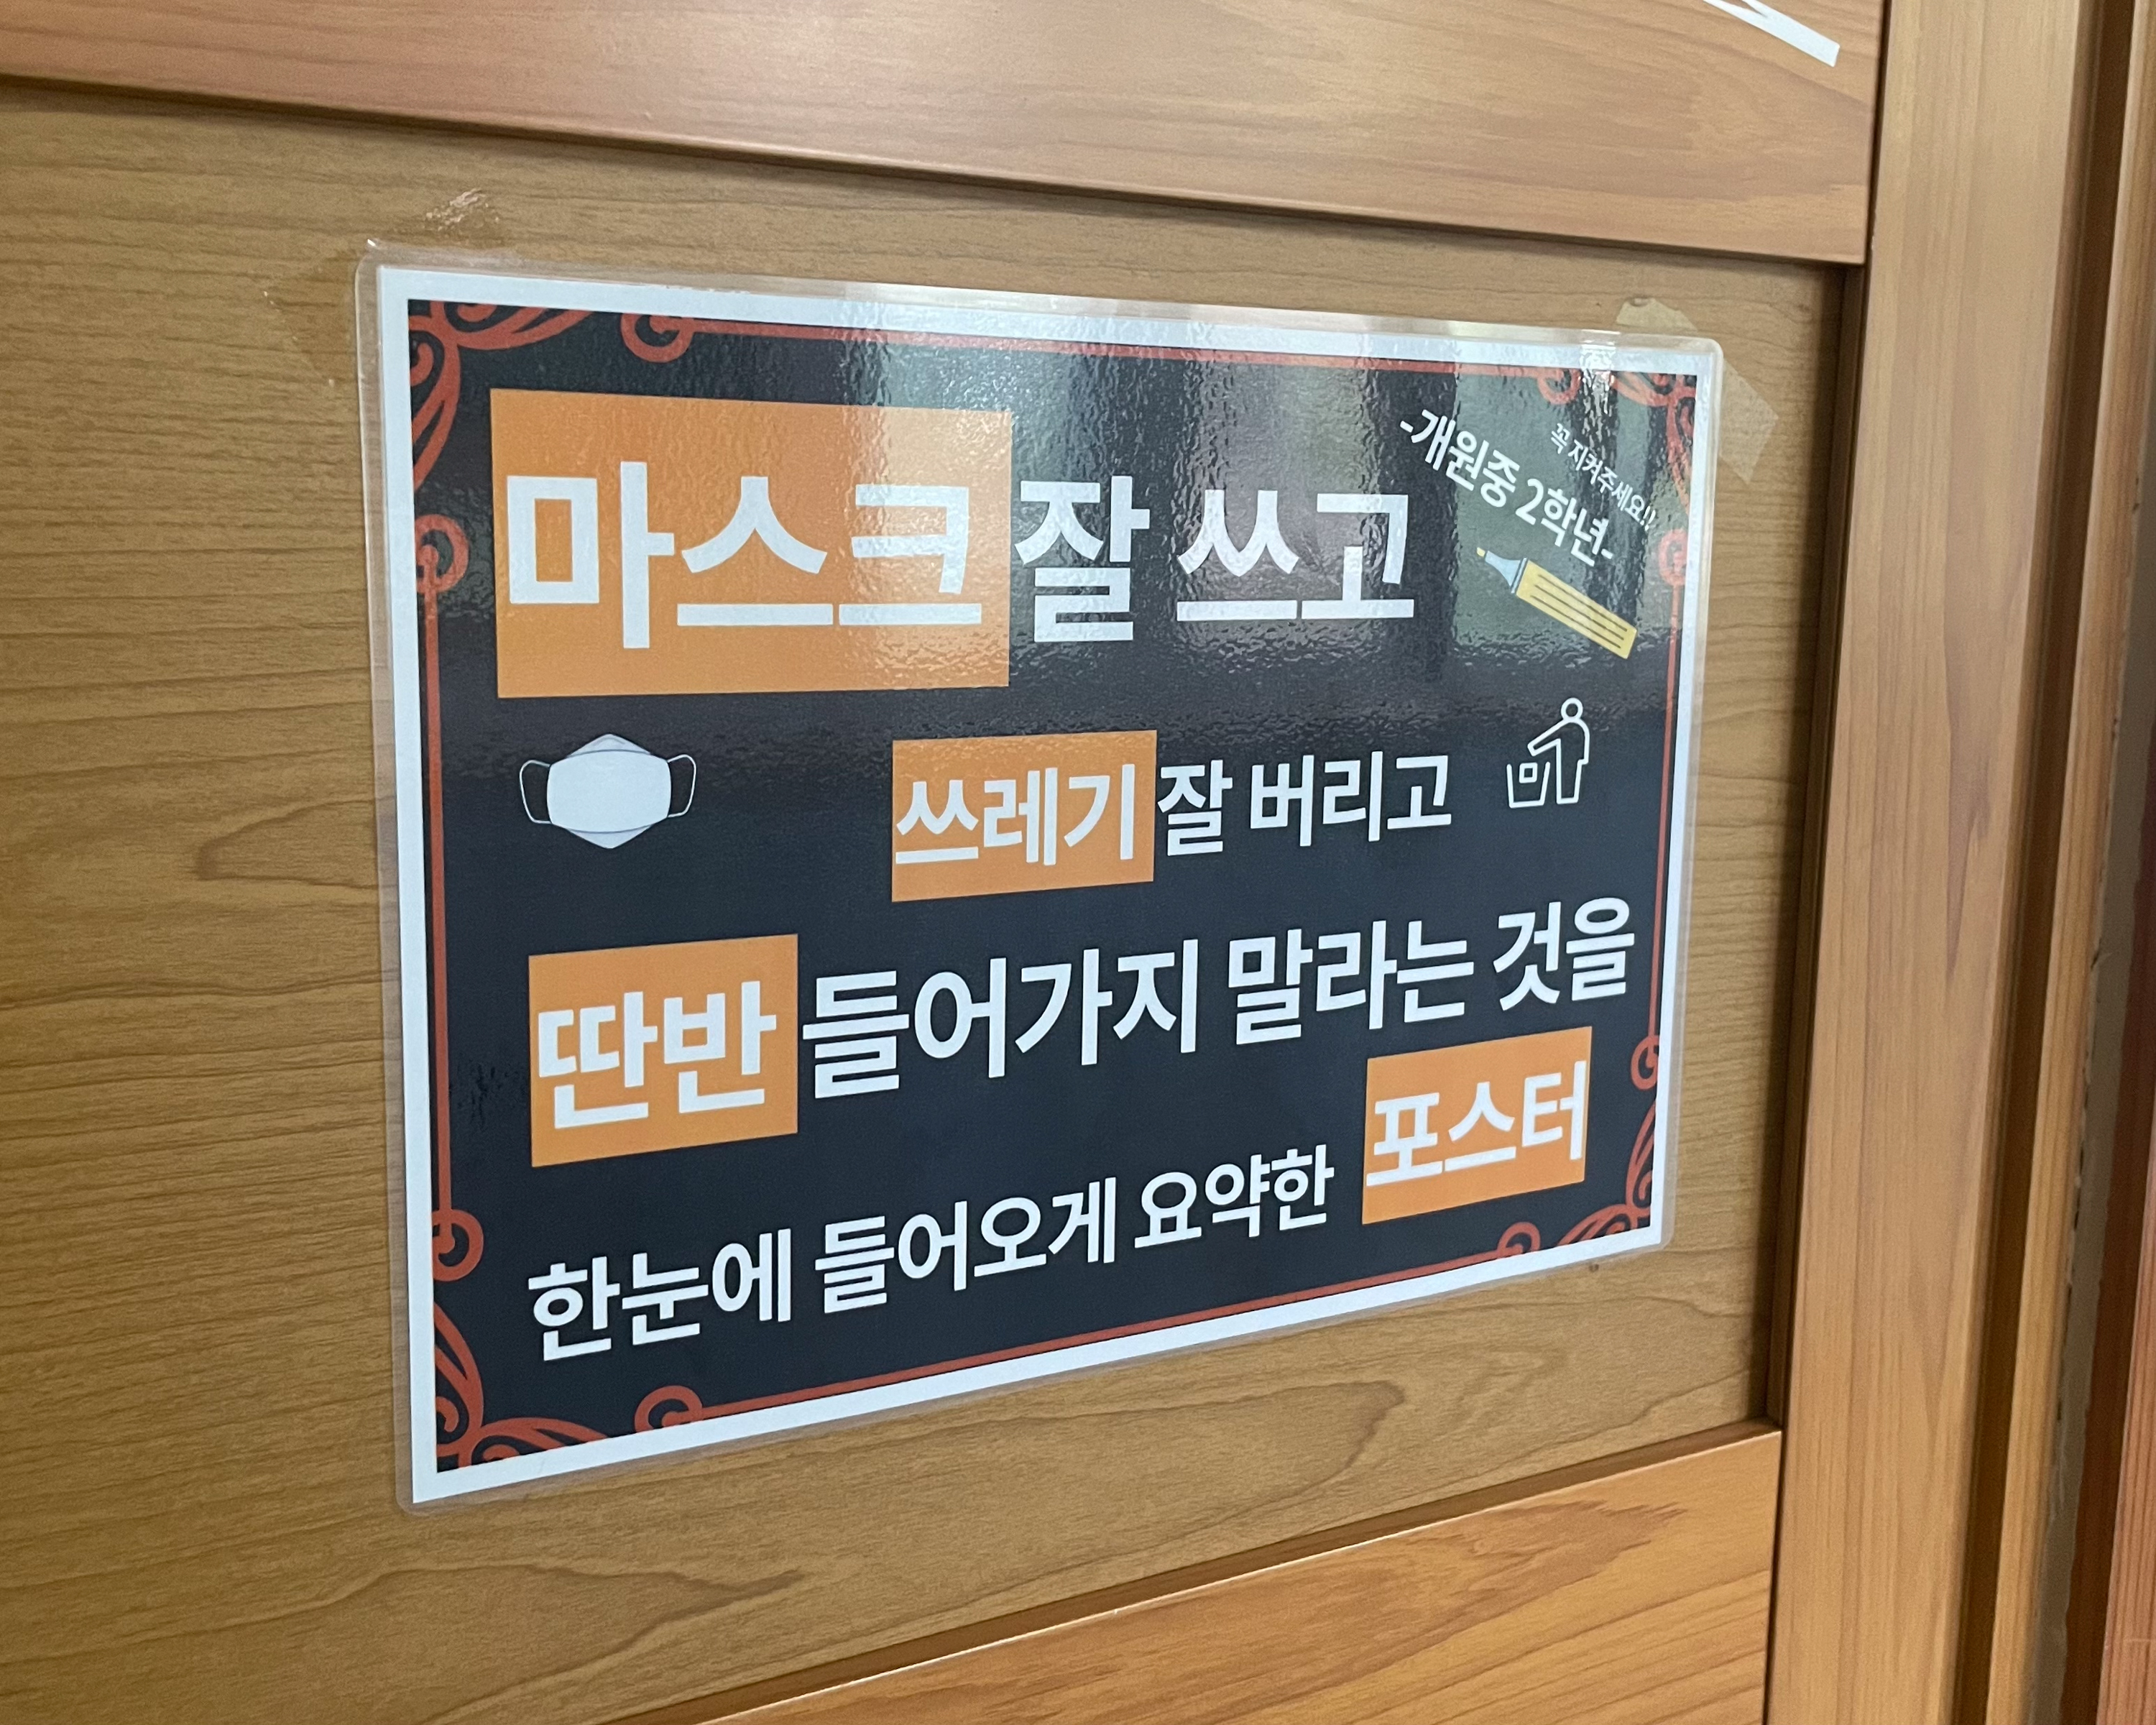 마스크 잘 쓰고
꼭 지켜주세요!!
-개원중 2학년-
쓰레기 잘 버리고
딴반 들어가지 말라는 것을
한눈에 들어오게 요약한 포스터